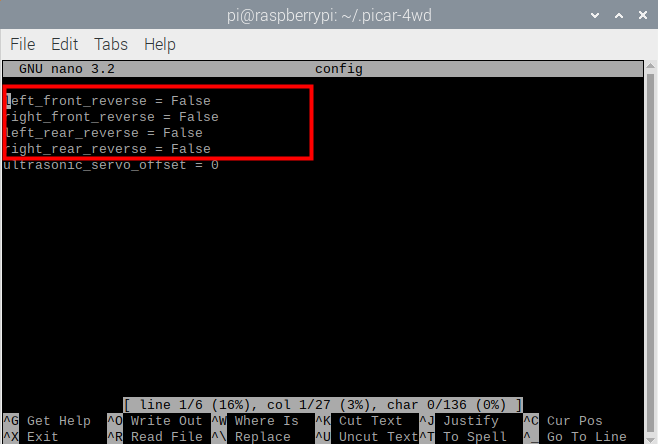 pi@raspberrypi: ~/.picar-4wd
File Edit Tabs Help
GNU nano 3.2 config
left_front_reverse = False
right_front_reverse = False
left_rear_reverse = False
right_rear_reverse = False
ultrasonic_servo_offset = 0
[ line 1/6 (16%), col 1/27 (3%), char 0/136 (0%) ]
^G Get Help ^O Write Out ^W Where Is ^K Cut Text ^J Justify ^C Cur Pos
^X Exit ^R Read File ^\ Replace ^U Uncut Text ^T To Spell ^_ Go To Line